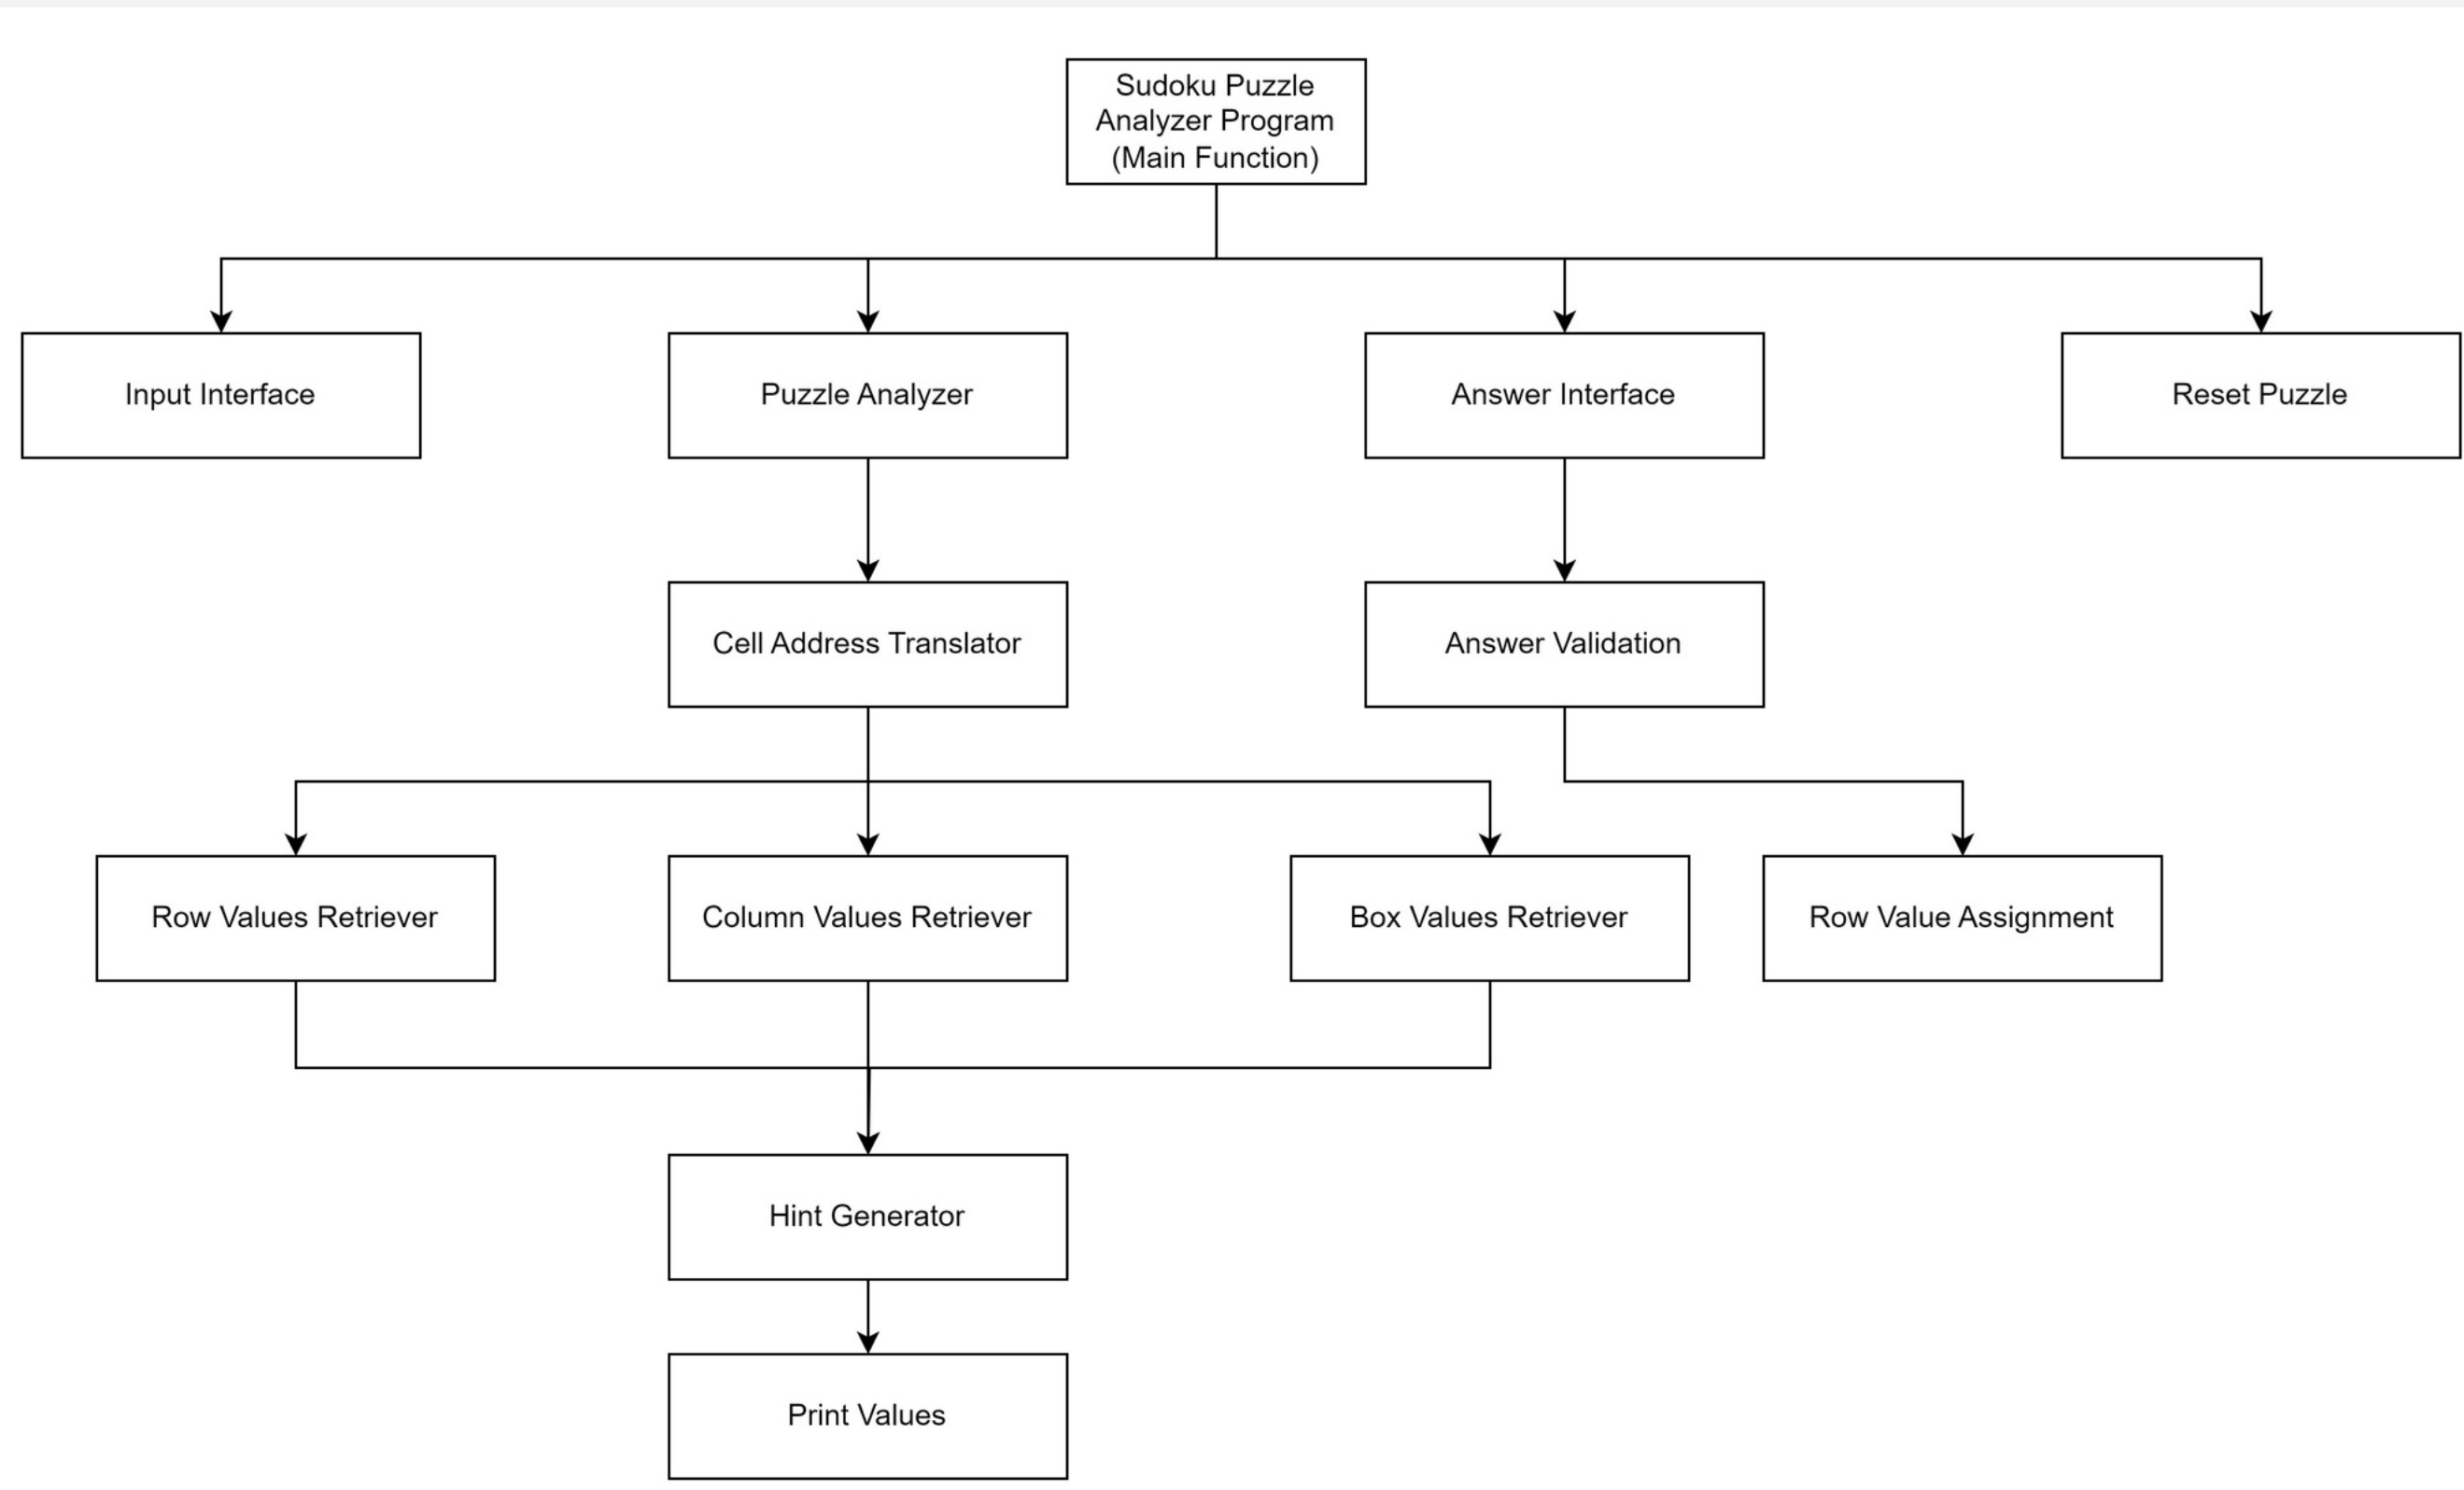 Sudoku Puzzle
Analyzer Program
(Main Function)
Input Interface
Puzzle Analyzer
Answer Interface
Reset Puzzle
Cell Address Translator
Answer Validation
Row Values Retriever
Column Values Retriever
Box Values Retriever
Row Value Assignment
Hint Generator
Print Values